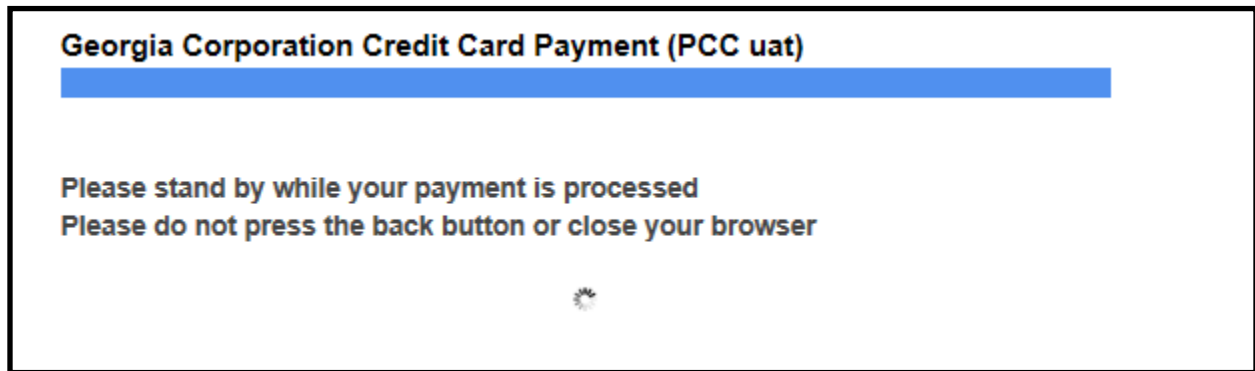 Georgia Corporation Credit Card Payment (PCC uat)
Please stand by while your payment is processed
Please do not press the back button or close your browser